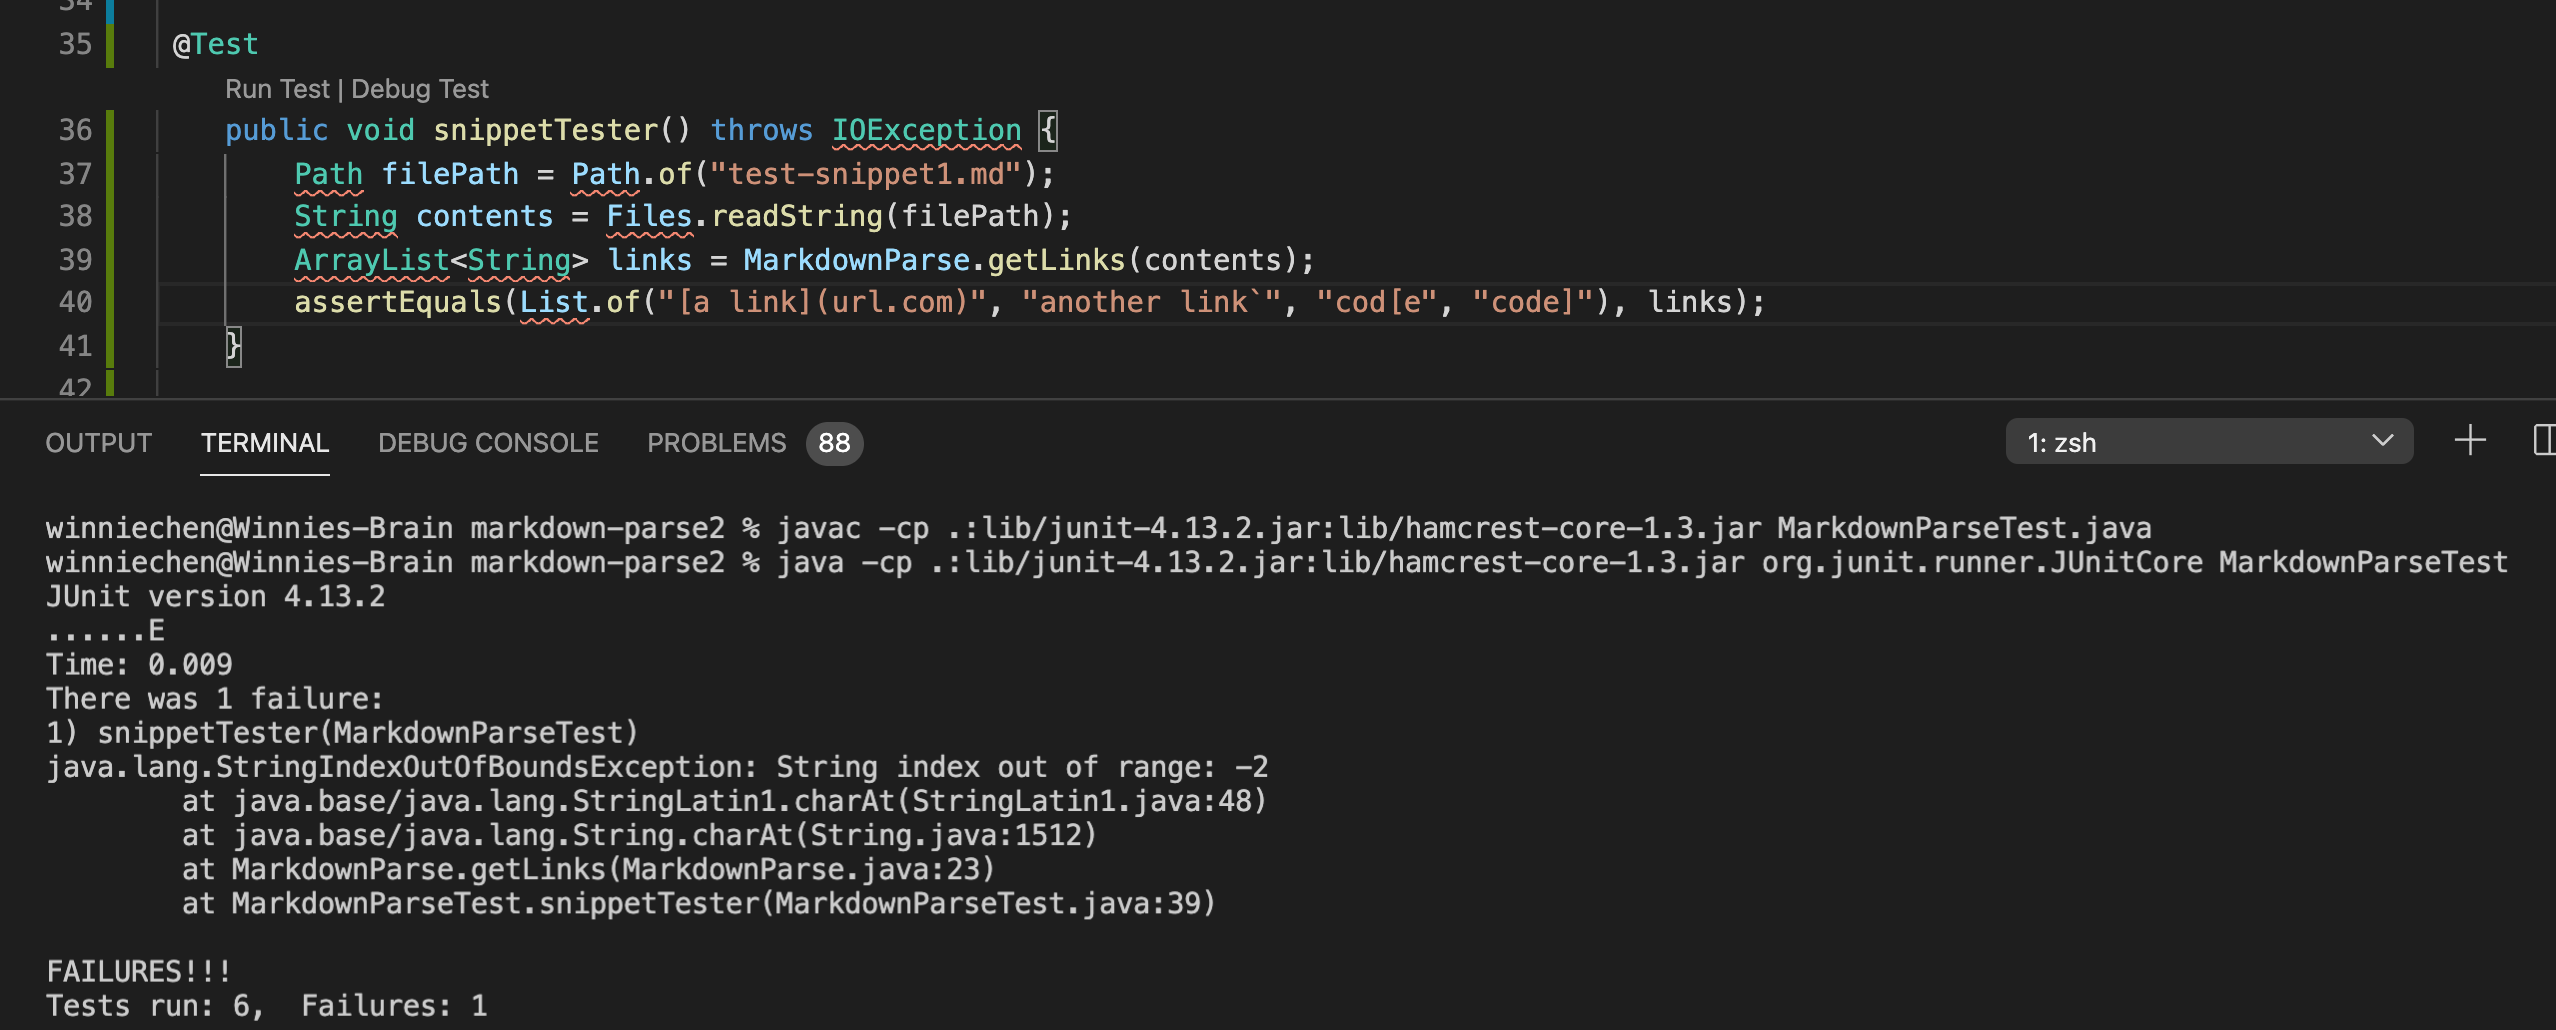 34
35 @Test
Run Test | Debug Test
36 public void snippetTester() throws IOException {
37 Path filePath = Path.of("test-snippet1.md");
38 String contents = Files.readString(filePath);
39 ArrayList<String> links = MarkdownParse.getLinks(contents);
40 assertEquals(List.of("[a link](url.com)", "another link`", "cod[e", "code]"), links);
41 }
42
OUTPUT TERMINAL DEBUG CONSOLE PROBLEMS 88 1: zsh
winniechen@Winnies-Brain markdown-parse2 % javac -cp .:lib/junit-4.13.2.jar:lib/hamcrest-core-1.3.jar MarkdownParseTest.java
winniechen@Winnies-Brain markdown-parse2 % java -cp .:lib/junit-4.13.2.jar:lib/hamcrest-core-1.3.jar org.junit.runner.JUnitCore MarkdownParseTest
JUnit version 4.13.2
......E
Time: 0.009
There was 1 failure:
1) snippetTester(MarkdownParseTest)
java.lang.StringIndexOutOfBoundsException: String index out of range: -2
at java.base/java.lang.StringLatin1.charAt(StringLatin1.java:48)
at java.base/java.lang.String.charAt(String.java:1512)
at MarkdownParse.getLinks(MarkdownParse.java:23)
at MarkdownParseTest.snippetTester(MarkdownParseTest.java:39)
FAILURES!!!
Tests run: 6,  Failures: 1